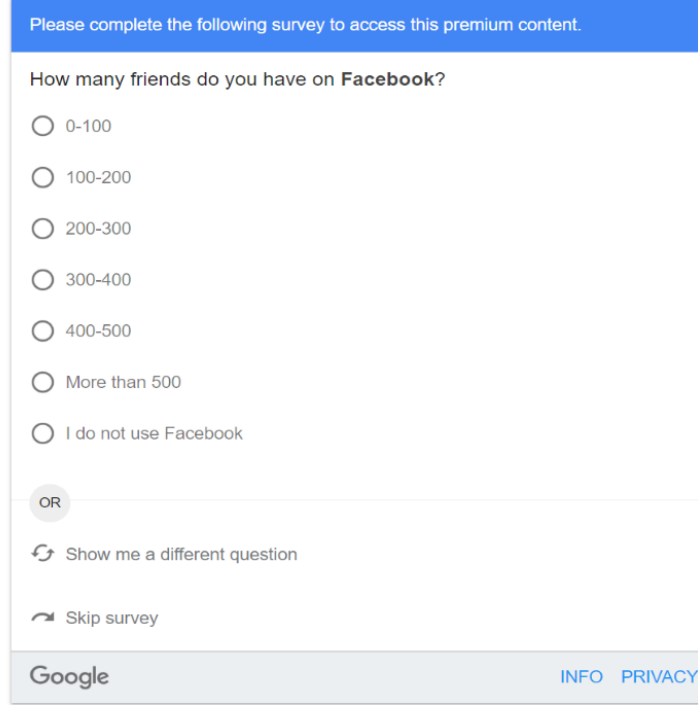 Please complete the following survey to access this premium content.
How many friends do you have on Facebook?
0-100
100-200
200-300
300-400
400-500
More than 500
I do not use Facebook
OR
Show me a different question
Skip survey
Google
INFO PRIVACY